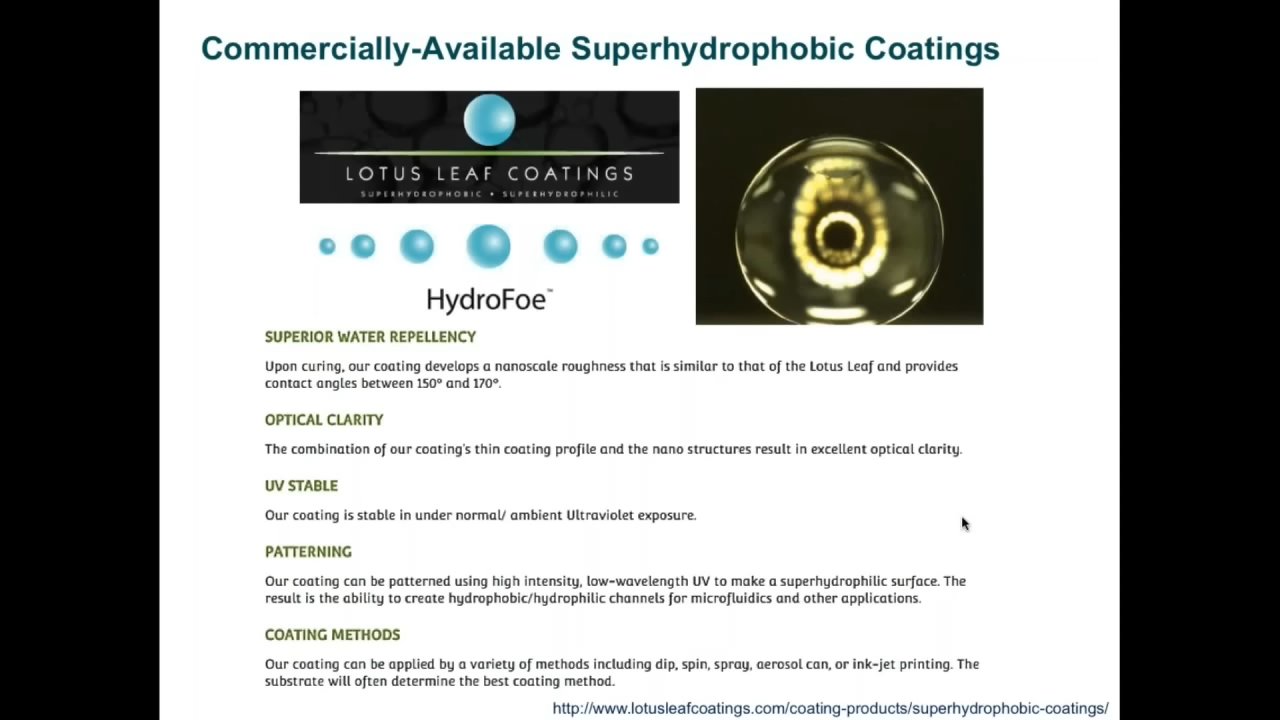 Commercially-Available Superhydrophobic Coatings
LOTUS LEAF COATINGS
SUPERHYDROPHOBIC • SUPERHYDROPHILIC
HydroFoe™
SUPERIOR WATER REPELLENCY
Upon curing, our coating develops a nanoscale roughness that is similar to that of the Lotus Leaf and provides
contact angles between 150° and 170°.
OPTICAL CLARITY
The combination of our coating's thin coating profile and the nano structures result in excellent optical clarity.
UV STABLE
Our coating is stable in under normal/ ambient Ultraviolet exposure.
PATTERNING
Our coating can be patterned using high intensity, low-wavelength UV to make a superhydrophilic surface. The
result is the ability to create hydrophobic/hydrophilic channels for microfluidics and other applications.
COATING METHODS
Our coating can be applied by a variety of methods including dip, spin, spray, aerosol can, or ink-jet printing. The
substrate will often determine the best coating method.
http://www.lotusleafcoatings.com/coating-products/superhydrophobic-coatings/